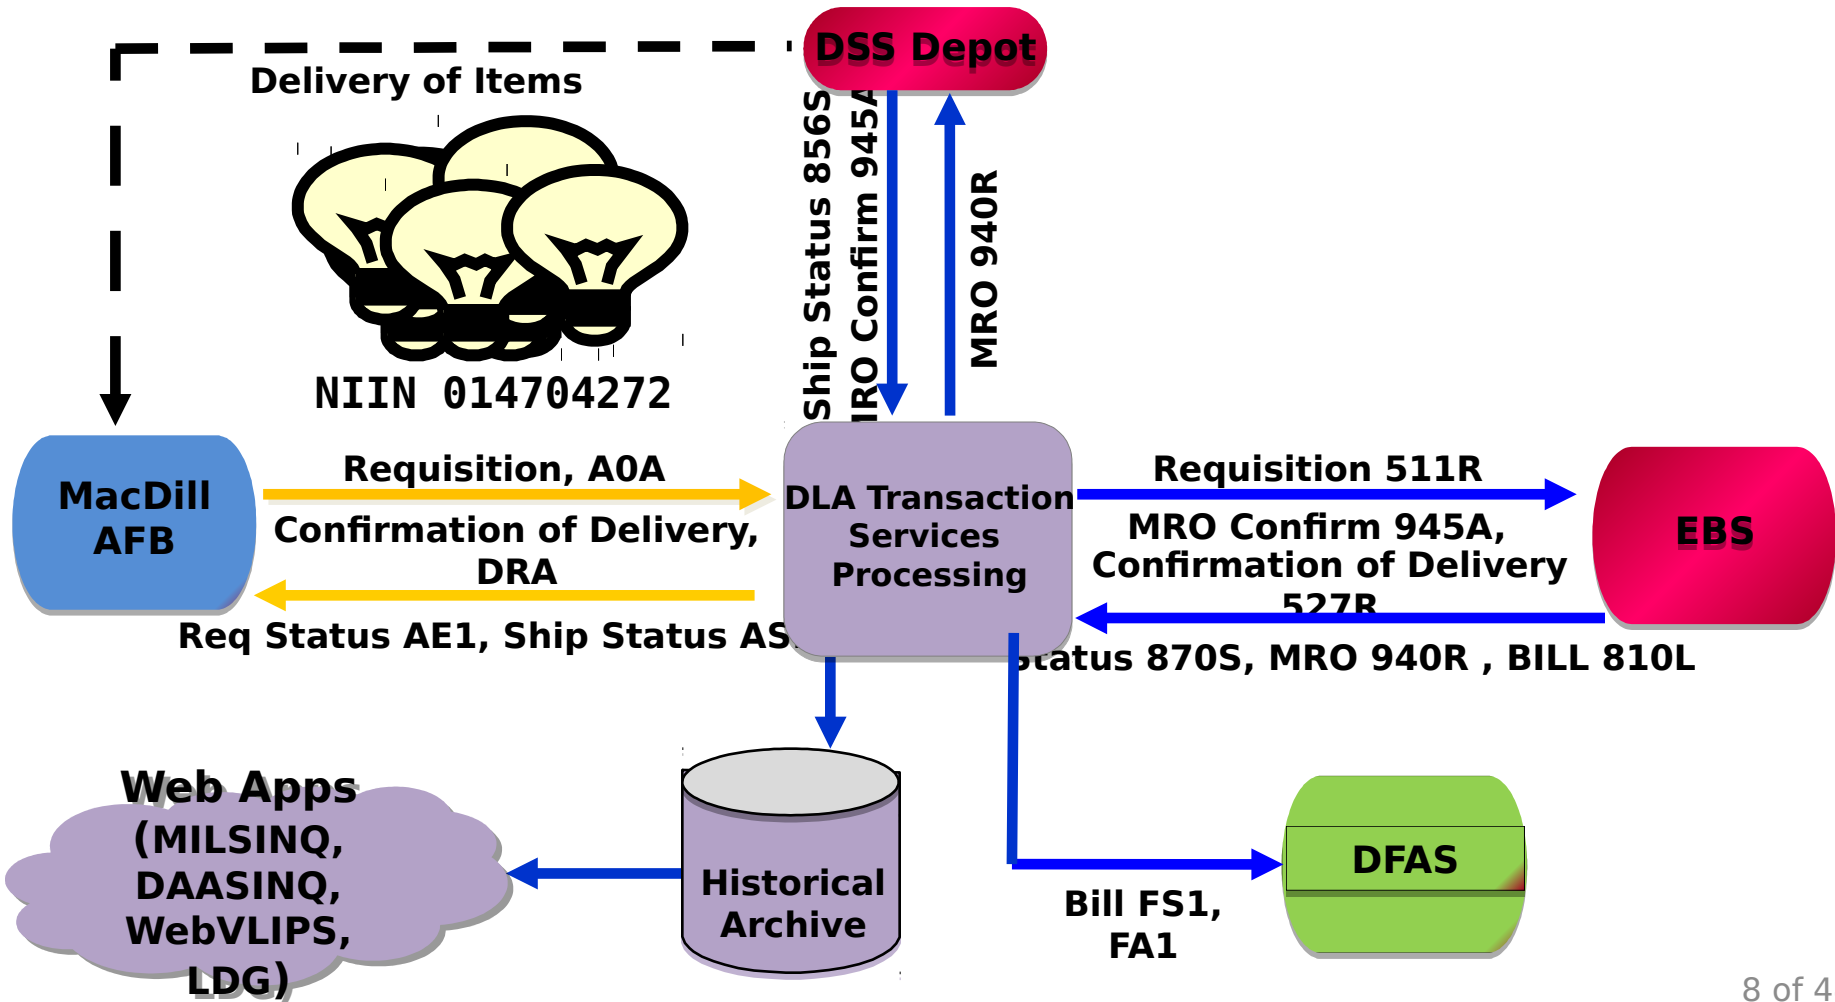 DSS Depot
Delivery of Items
Ship Status 856S
MRO Confirm 945A
MRO 940R
NIIN 014704272
MacDill
AFB
Requisition, A0A
Confirmation of Delivery,
DRA
Req Status AE1, Ship Status AS
DLA Transaction
Services
Processing
Requisition 511R
MRO Confirm 945A,
Confirmation of Delivery
527R
Status 870S, MRO 940R , BILL 810L
EBS
Web Apps
(MILSINQ,
DAASINQ,
WebVLIPS,
LDG)
Historical
Archive
Bill FS1,
FA1
DFAS
8 of 4